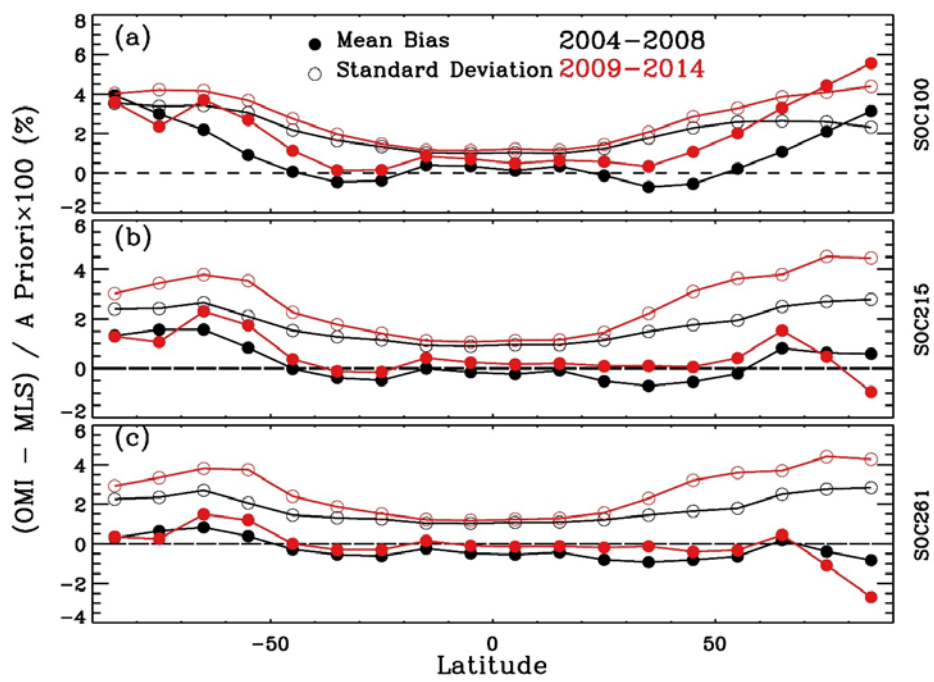 (OMI − MLS) / A Priori×100 (%)
(a)
● Mean Bias 2004−2008
○ Standard Deviation 2009−2014
8
6
4
2
0
−2
SOC100
(b)
6
4
2
0
−2
SOC215
(c)
6
4
2
0
−2
−4
SOC261
−50 0 50
Latitude